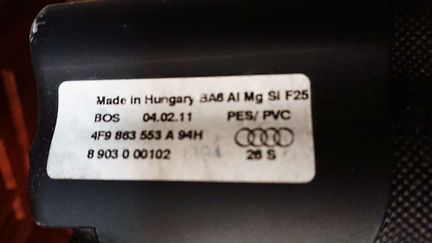 Made in Hungary BA6 Al Mg Si F25
BOS 04.02.11 PES/ PVC
4F9 863 553 A 94H
8 903 0 00102 26 S